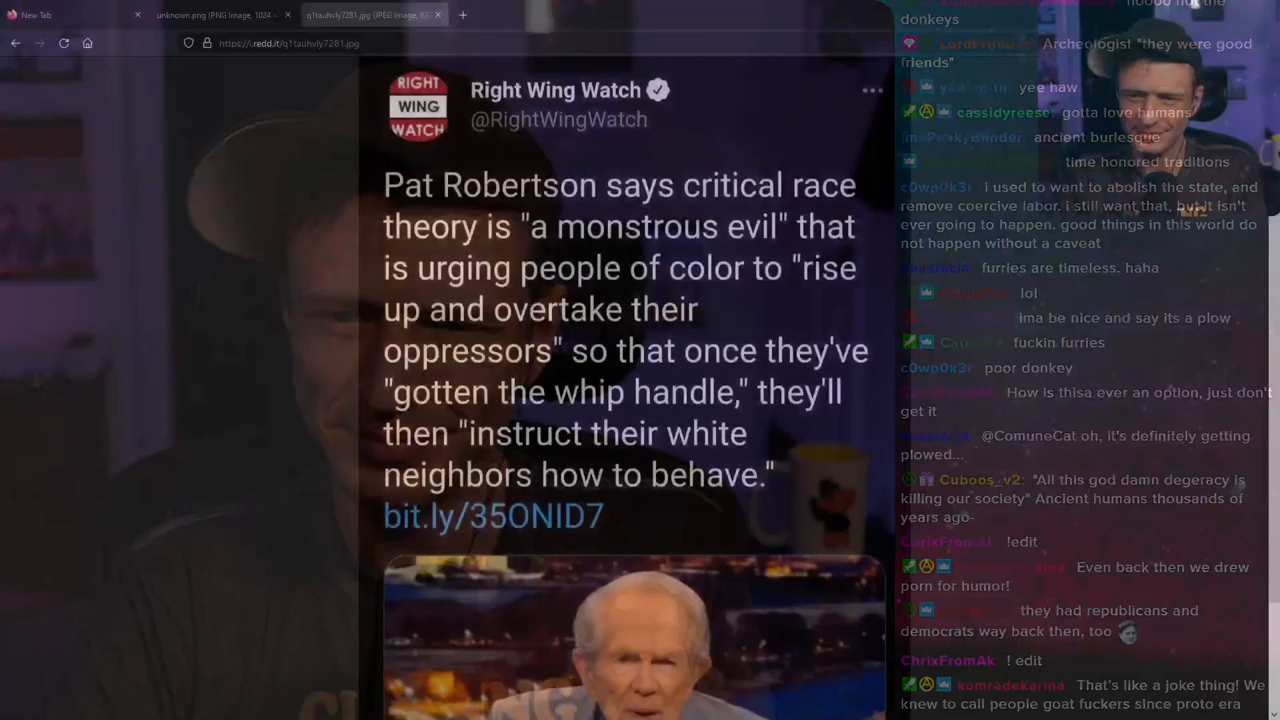 New Tab
unknown.png (PNG Image, 1024
q1tauhvly7281.jpg (JPEG Image, 82
https://i.redd.it/q1tauhvly7281.jpg
RIGHT
WING
WATCH
Right Wing Watch
@RightWingWatch
Pat Robertson says critical race
theory is "a monstrous evil" that
is urging people of color to "rise
up and overtake their
oppressors" so that once they've
"gotten the whip handle," they'll
then "instruct their white
neighbors how to behave."
bit.ly/35ONID7
noooo not the
donkeys
Archeologist "they were good
friends"
yee haw
cassidyreese: gotta love humans
ancient burlesque
time honored traditions
c0wp0k3r i used to want to abolish the state, and
remove coercive labor. i still want that, but it isn't
ever going to happen. good things in this world do
not happen without a caveat
furries are timeless. haha
lol
ima be nice and say its a plow
fuckin furries
c0wp0k3r poor donkey
How is thisa ever an option, just don't
get it
@ComuneCat oh, it's definitely getting
plowed...
Cuboos_v2: "All this god damn degeracy is
killing our society" Ancient humans thousands of
years ago-
ChrixFromAk !edit
Even back then we drew
porn for humor!
they had republicans and
democrats way back then, too
ChrixFromAk ! edit
komradekarina That's like a joke thing! We
knew to call people goat fuckers since proto era